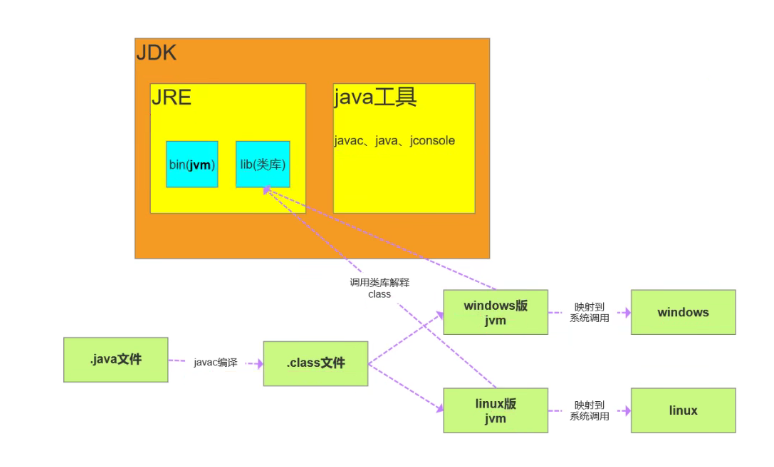 JDK
JRE
java工具
bin(jvm)
lib(类库)
javac、java、jconsole
调用类库解释
class
windows版
jvm
映射到
系统调用
windows
.java文件
javac编译
.class文件
linux版
jvm
映射到
系统调用
linux